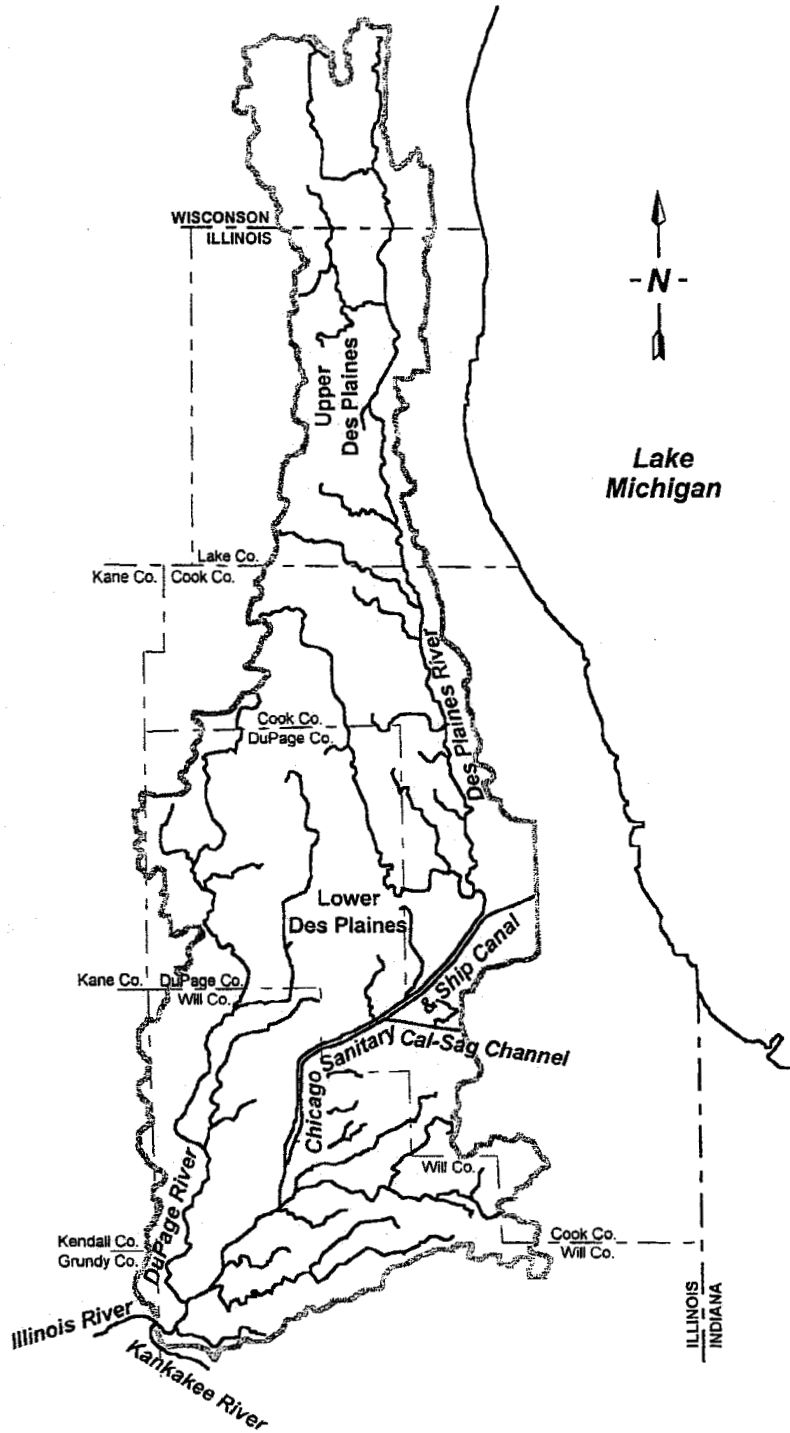 WISCONSON
ILLINOIS
- N -
Upper
Des Plaines
Lake
Michigan
Lake Co.
Kane Co. Cook Co.
Des Plaines River
Cook Co.
DuPage Co.
Lower
Des Plaines
Chicago Sanitary & Ship Canal
Kane Co. DuPage Co.
Will Co.
Cal-Sag Channel
Will Co.
DuPage River
Kendall Co.
Grundy Co.
Cook Co.
Will Co.
Illinois River
Kankakee River
ILLINOIS
INDIANA